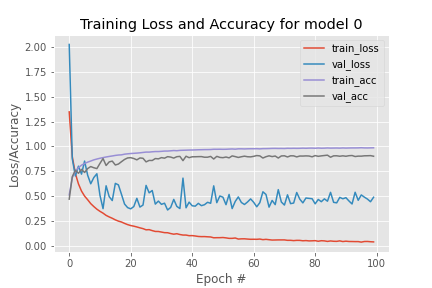 Training Loss and Accuracy for model 0
2.00
1.75
1.50
1.25
1.00
0.75
0.50
0.25
0.00
Loss/Accuracy
train_loss
val_loss
train_acc
val_acc
0 20 40 60 80 100
Epoch #